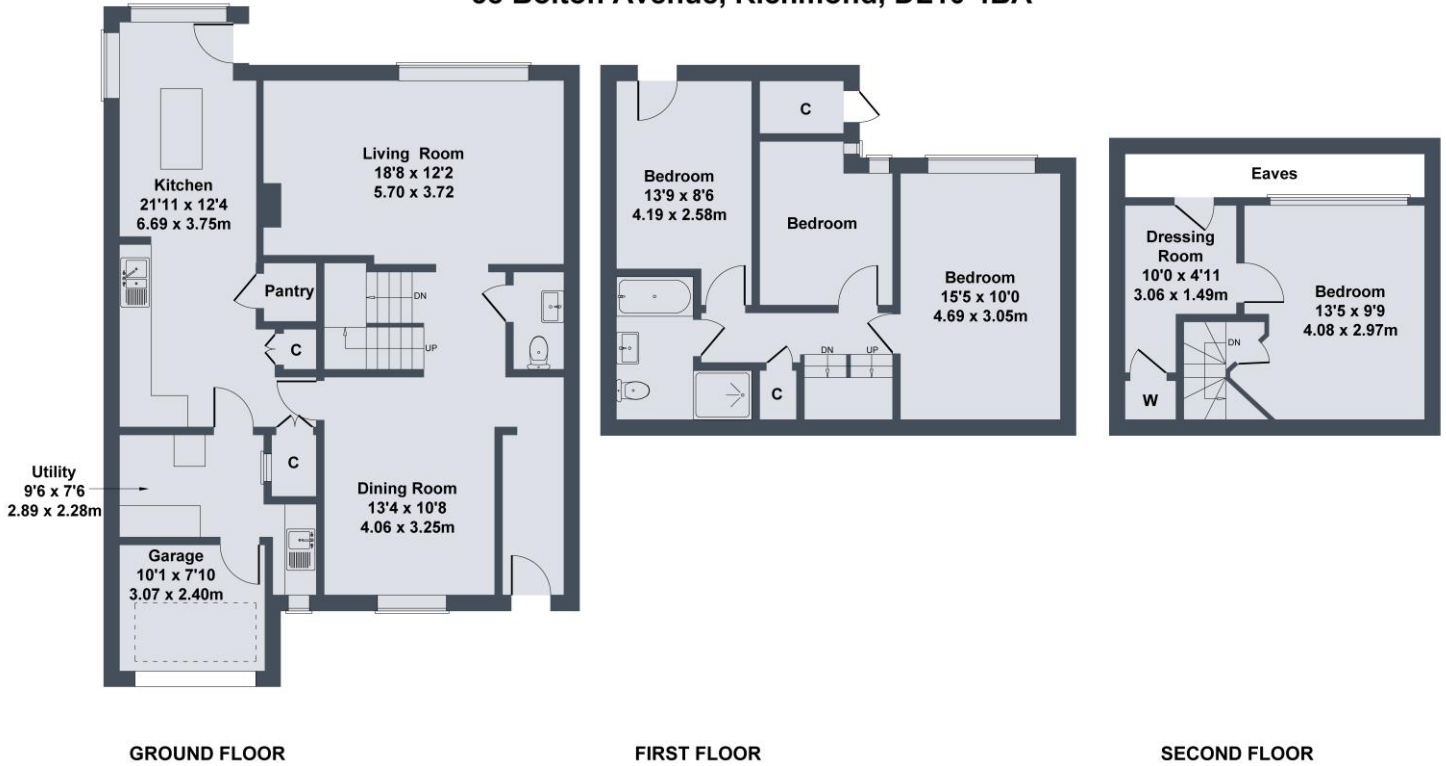 Kitchen
21'11 x 12'4
6.69 x 3.75m
Living Room
18'8 x 12'2
5.70 x 3.72
Pantry
C
DN
UP
C
Dining Room
13'4 x 10'8
4.06 x 3.25m
Utility
9'6 x 7'6
2.89 x 2.28m
Garage
10'1 x 7'10
3.07 x 2.40m
GROUND FLOOR
Bedroom
13'9 x 8'6
4.19 x 2.58m
C
Bedroom
Bedroom
15'5 x 10'0
4.69 x 3.05m
DN
UP
C
FIRST FLOOR
Eaves
Dressing
Room
10'0 x 4'11
3.06 x 1.49m
Bedroom
13'5 x 9'9
4.08 x 2.97m
DN
W
SECOND FLOOR